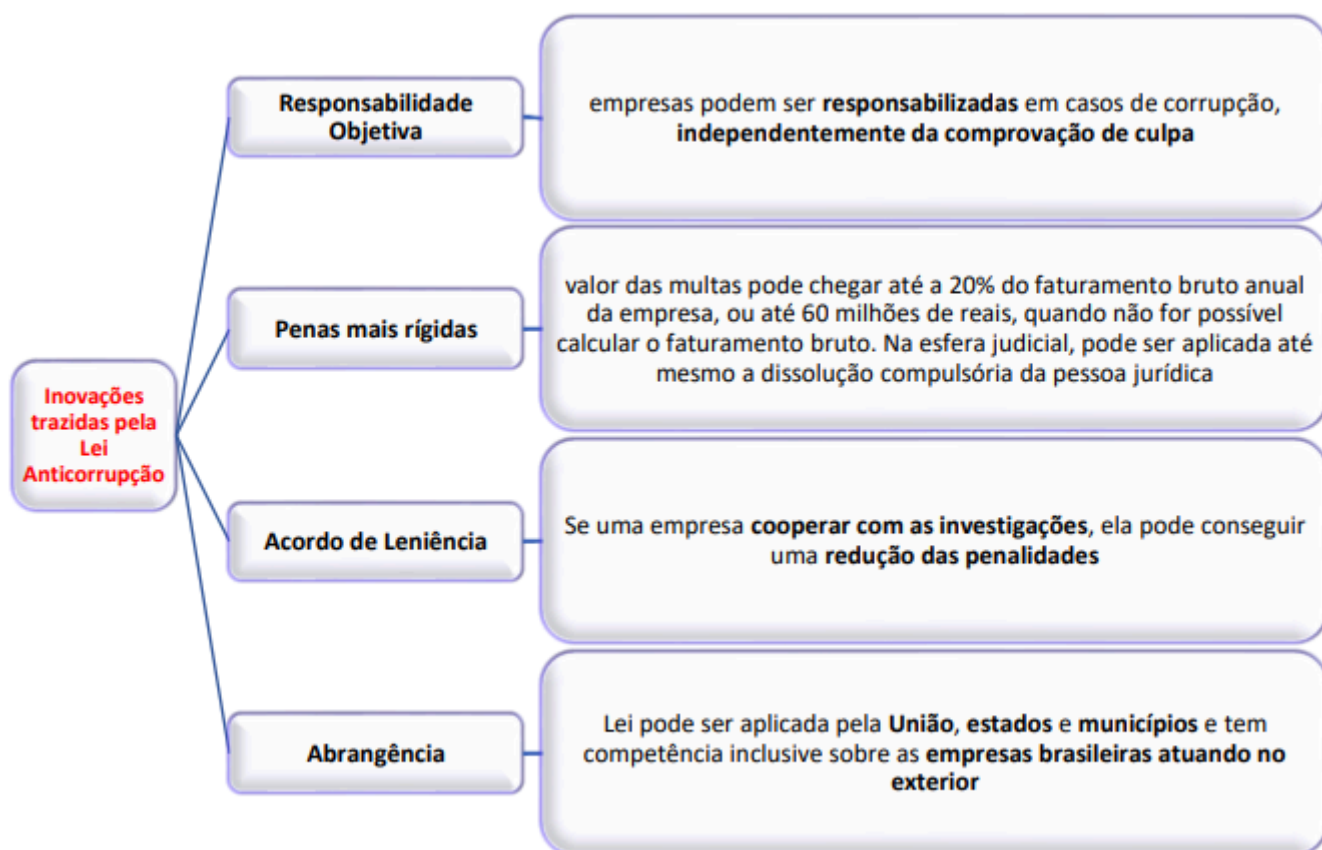 Inovações
trazidas pela
Lei
Anticorrupção
Responsabilidade
Objetiva
empresas podem ser responsabilizadas em casos de corrupção,
independentemente da comprovação de culpa
Penas mais rígidas
valor das multas pode chegar até a 20% do faturamento bruto anual
da empresa, ou até 60 milhões de reais, quando não for possível
calcular o faturamento bruto. Na esfera judicial, pode ser aplicada até
mesmo a dissolução compulsória da pessoa jurídica
Acordo de Leniência
Se uma empresa cooperar com as investigações, ela pode conseguir
uma redução das penalidades
Abrangência
Lei pode ser aplicada pela União, estados e municípios e tem
competência inclusive sobre as empresas brasileiras atuando no
exterior